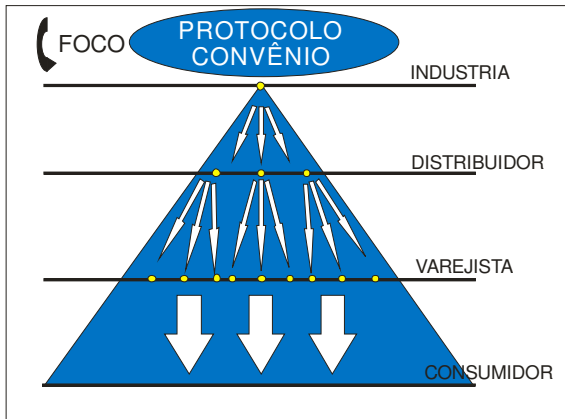 FOCO
PROTOCOLO
CONVÊNIO
INDUSTRIA
DISTRIBUIDOR
VAREJISTA
CONSUMIDOR